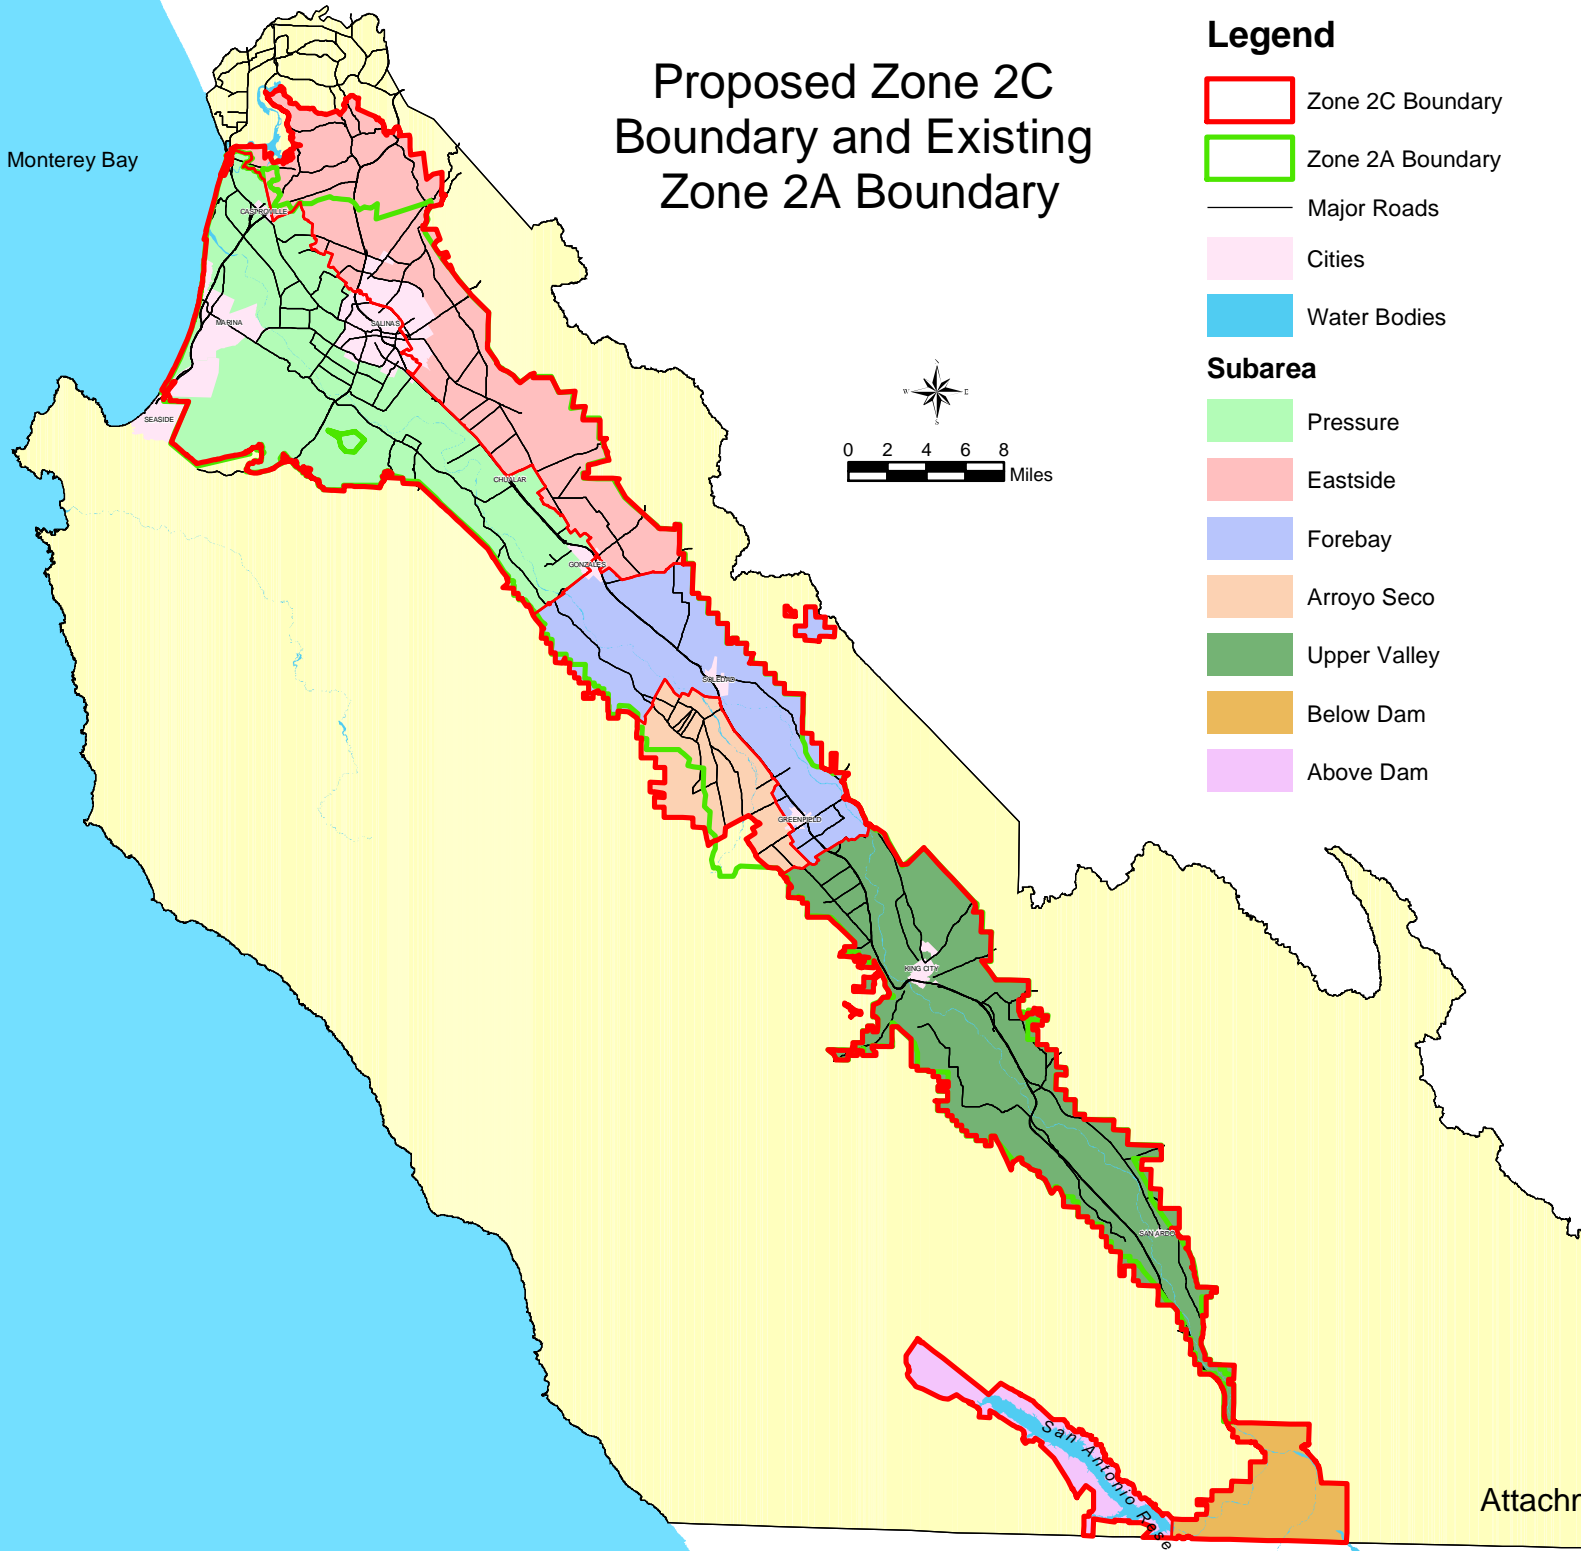 Proposed Zone 2C
Boundary and Existing
Zone 2A Boundary
Legend
Zone 2C Boundary
Zone 2A Boundary
Major Roads
Cities
Water Bodies
Subarea
Pressure
Eastside
Forebay
Arroyo Seco
Upper Valley
Below Dam
Above Dam
Monterey Bay
N
W E
S
0 2 4 6 8
Miles
CASTROVILLE
MARINA
SALINAS
SEASIDE
CHUALAR
GONZALES
SOLEDAD
GREENFIELD
KING CITY
SAN ARDO
San Antonio Rese
Attachr